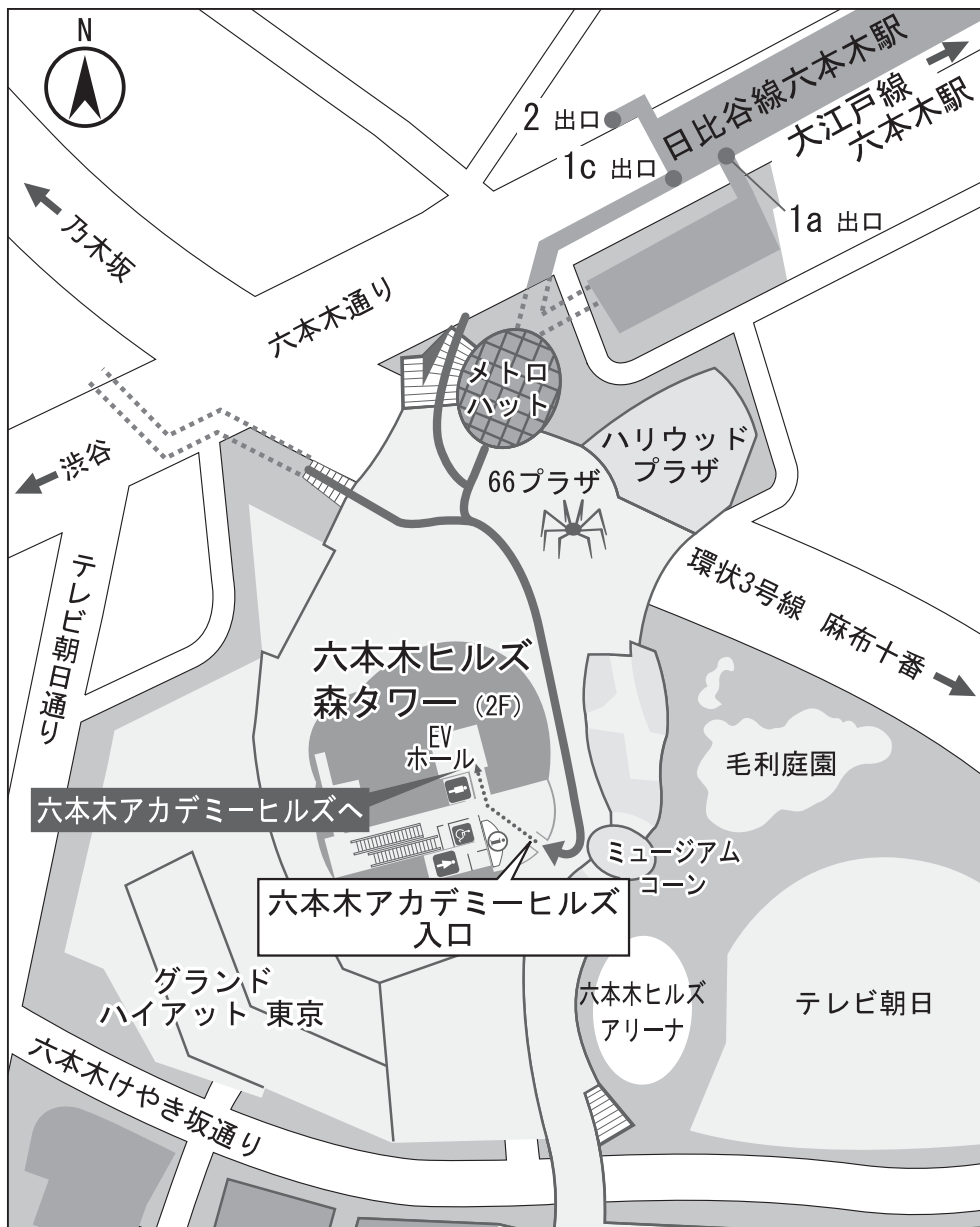 N
日比谷線六本木駅
大江戸線
六本木駅
2 出口
1c 出口
1a 出口
乃木坂
六本木通り
メトロ
ハット
ハリウッド
プラザ
66プラザ
渋谷
テレビ朝日通り
環状3号線 麻布十番
六本木ヒルズ
森タワー (2F)
EV
ホール
毛利庭園
六本木アカデミーヒルズへ
ミュージアム
コーン
六本木アカデミーヒルズ
入口
グランド
ハイアット 東京
六本木ヒルズ
アリーナ
テレビ朝日
六本木けやき坂通り